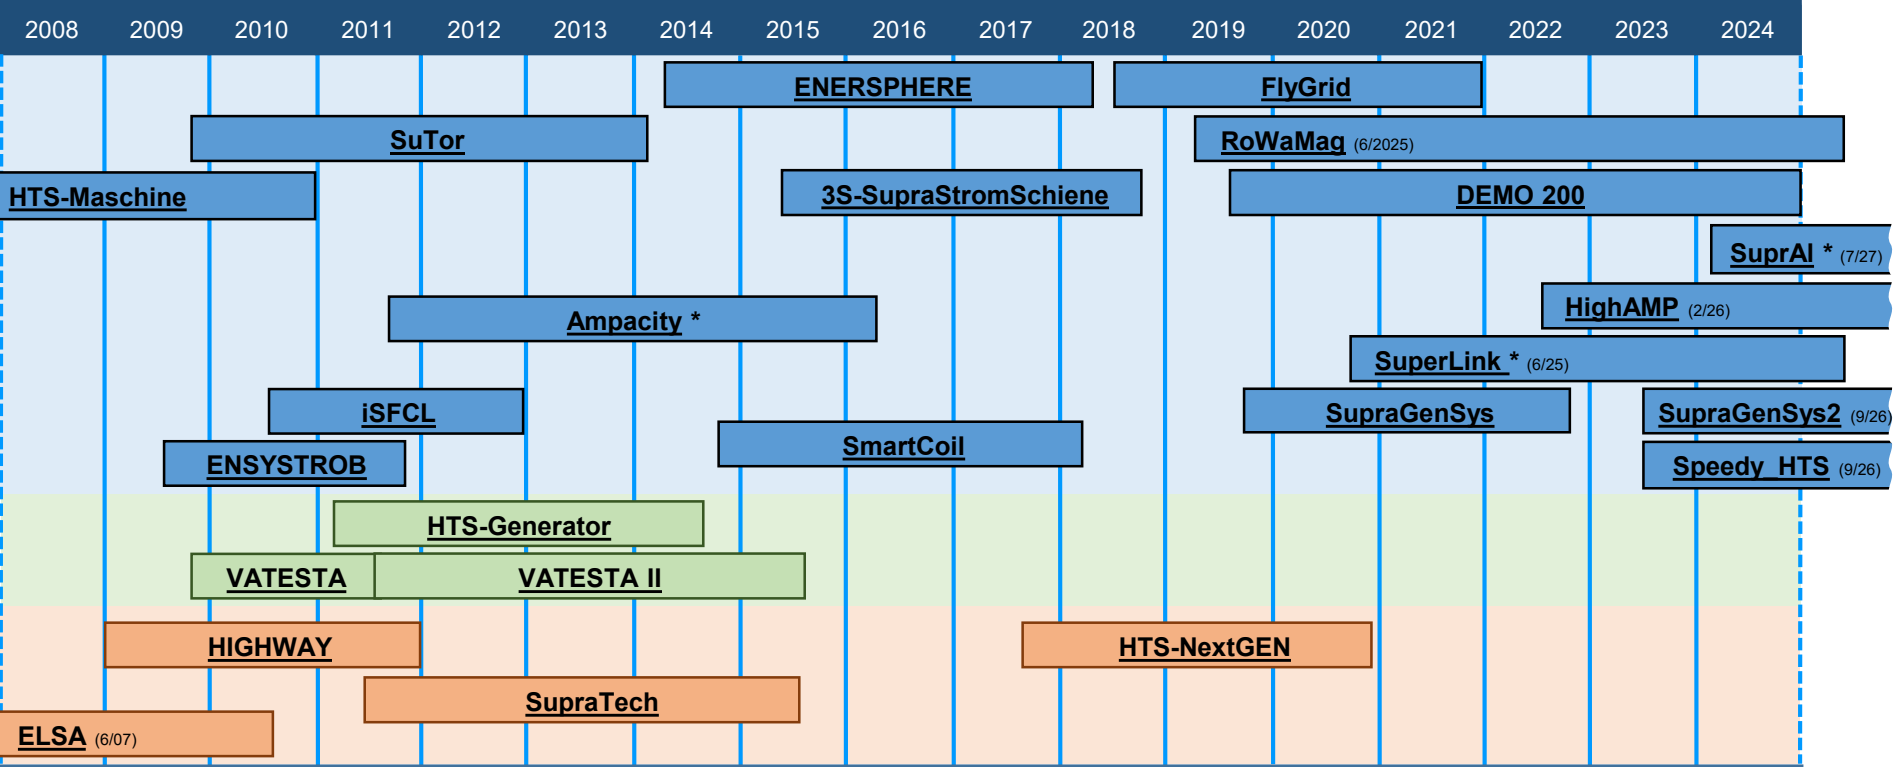 2008 2009 2010 2011 2012 2013 2014 2015 2016 2017 2018 2019 2020 2021 2022 2023 2024
ENERSPHERE FlyGrid
SuTor RoWaMag (6/2025)
HTS-Maschine 3S-SupraStromSchiene DEMO 200
SuprAl * (7/27)
HighAMP (2/26)
Ampacity *
SuperLink * (6/25)
iSFCL SupraGenSys SupraGenSys2 (9/26)
SmartCoil
ENSYSTROB Speedy_HTS (9/26)
HTS-Generator
VATESTA VATESTA II
HIGHWAY HTS-NextGEN
SupraTech
ELSA (6/07)